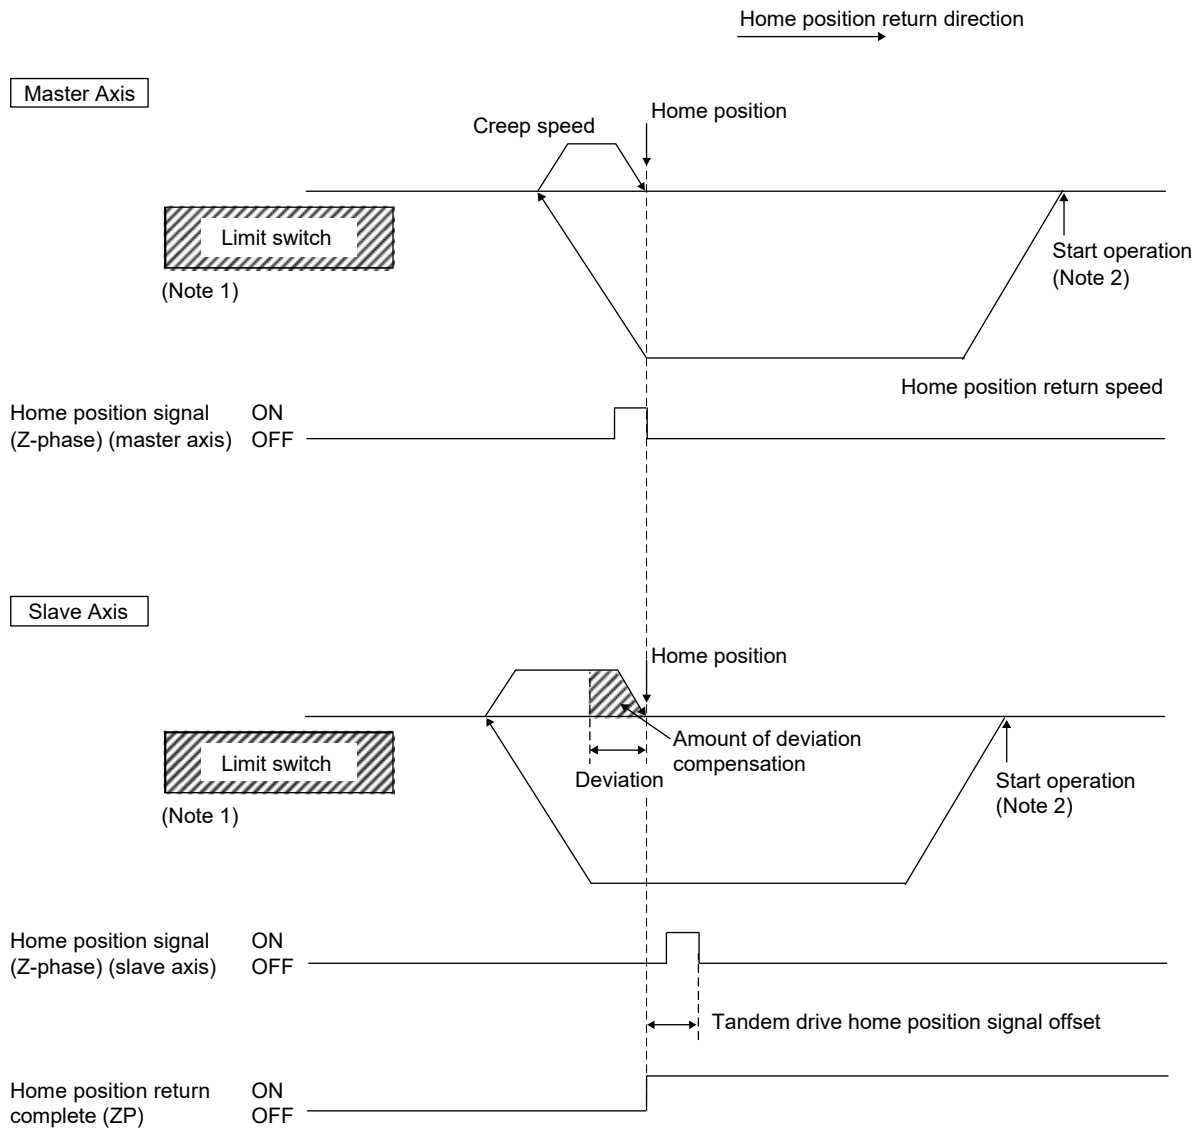 Home position return direction
Master Axis
Home position
Creep speed
Limit switch
Start operation
(Note 2)
(Note 1)
Home position return speed
Home position signal ON
(Z-phase) (master axis) OFF
Slave Axis
Home position
Amount of deviation
compensation
Limit switch
Deviation
Start operation
(Note 2)
(Note 1)
Home position signal ON
(Z-phase) (slave axis) OFF
Tandem drive home position signal offset
Home position return ON
complete (ZP) OFF